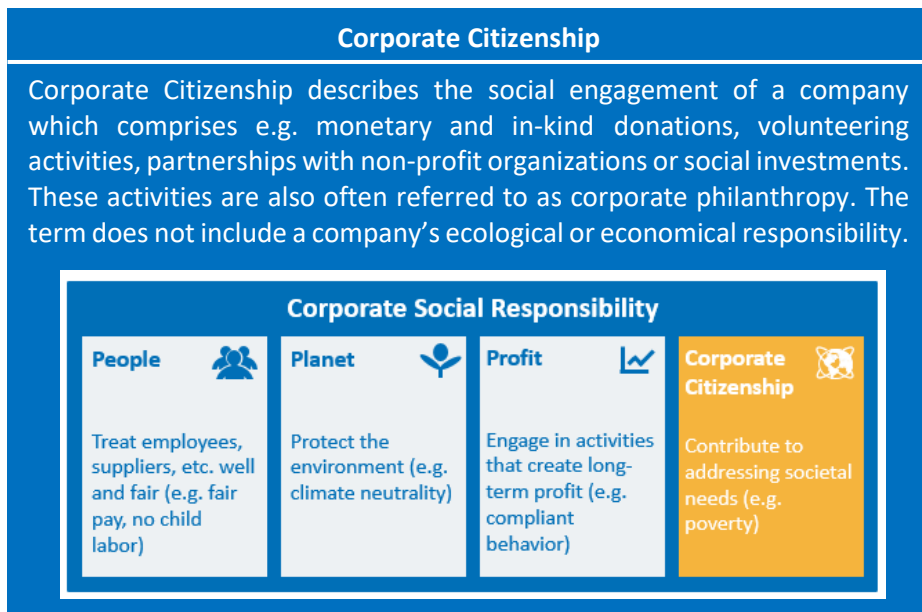 Corporate Citizenship
Corporate Citizenship describes the social engagement of a company
which comprises e.g. monetary and in-kind donations, volunteering
activities, partnerships with non-profit organizations or social investments.
These activities are also often referred to as corporate philanthropy. The
term does not include a company's ecological or economical responsibility.
Corporate Social Responsibility
People
Treat employees,
suppliers, etc. well
and fair (e.g. fair
pay, no child
labor)
Planet
Protect the
environment (e.g.
climate neutrality)
Profit
Engage in activities
that create long-
term profit (e.g.
compliant
behavior)
Corporate
Citizenship
Contribute to
addressing societal
needs (e.g.
poverty)